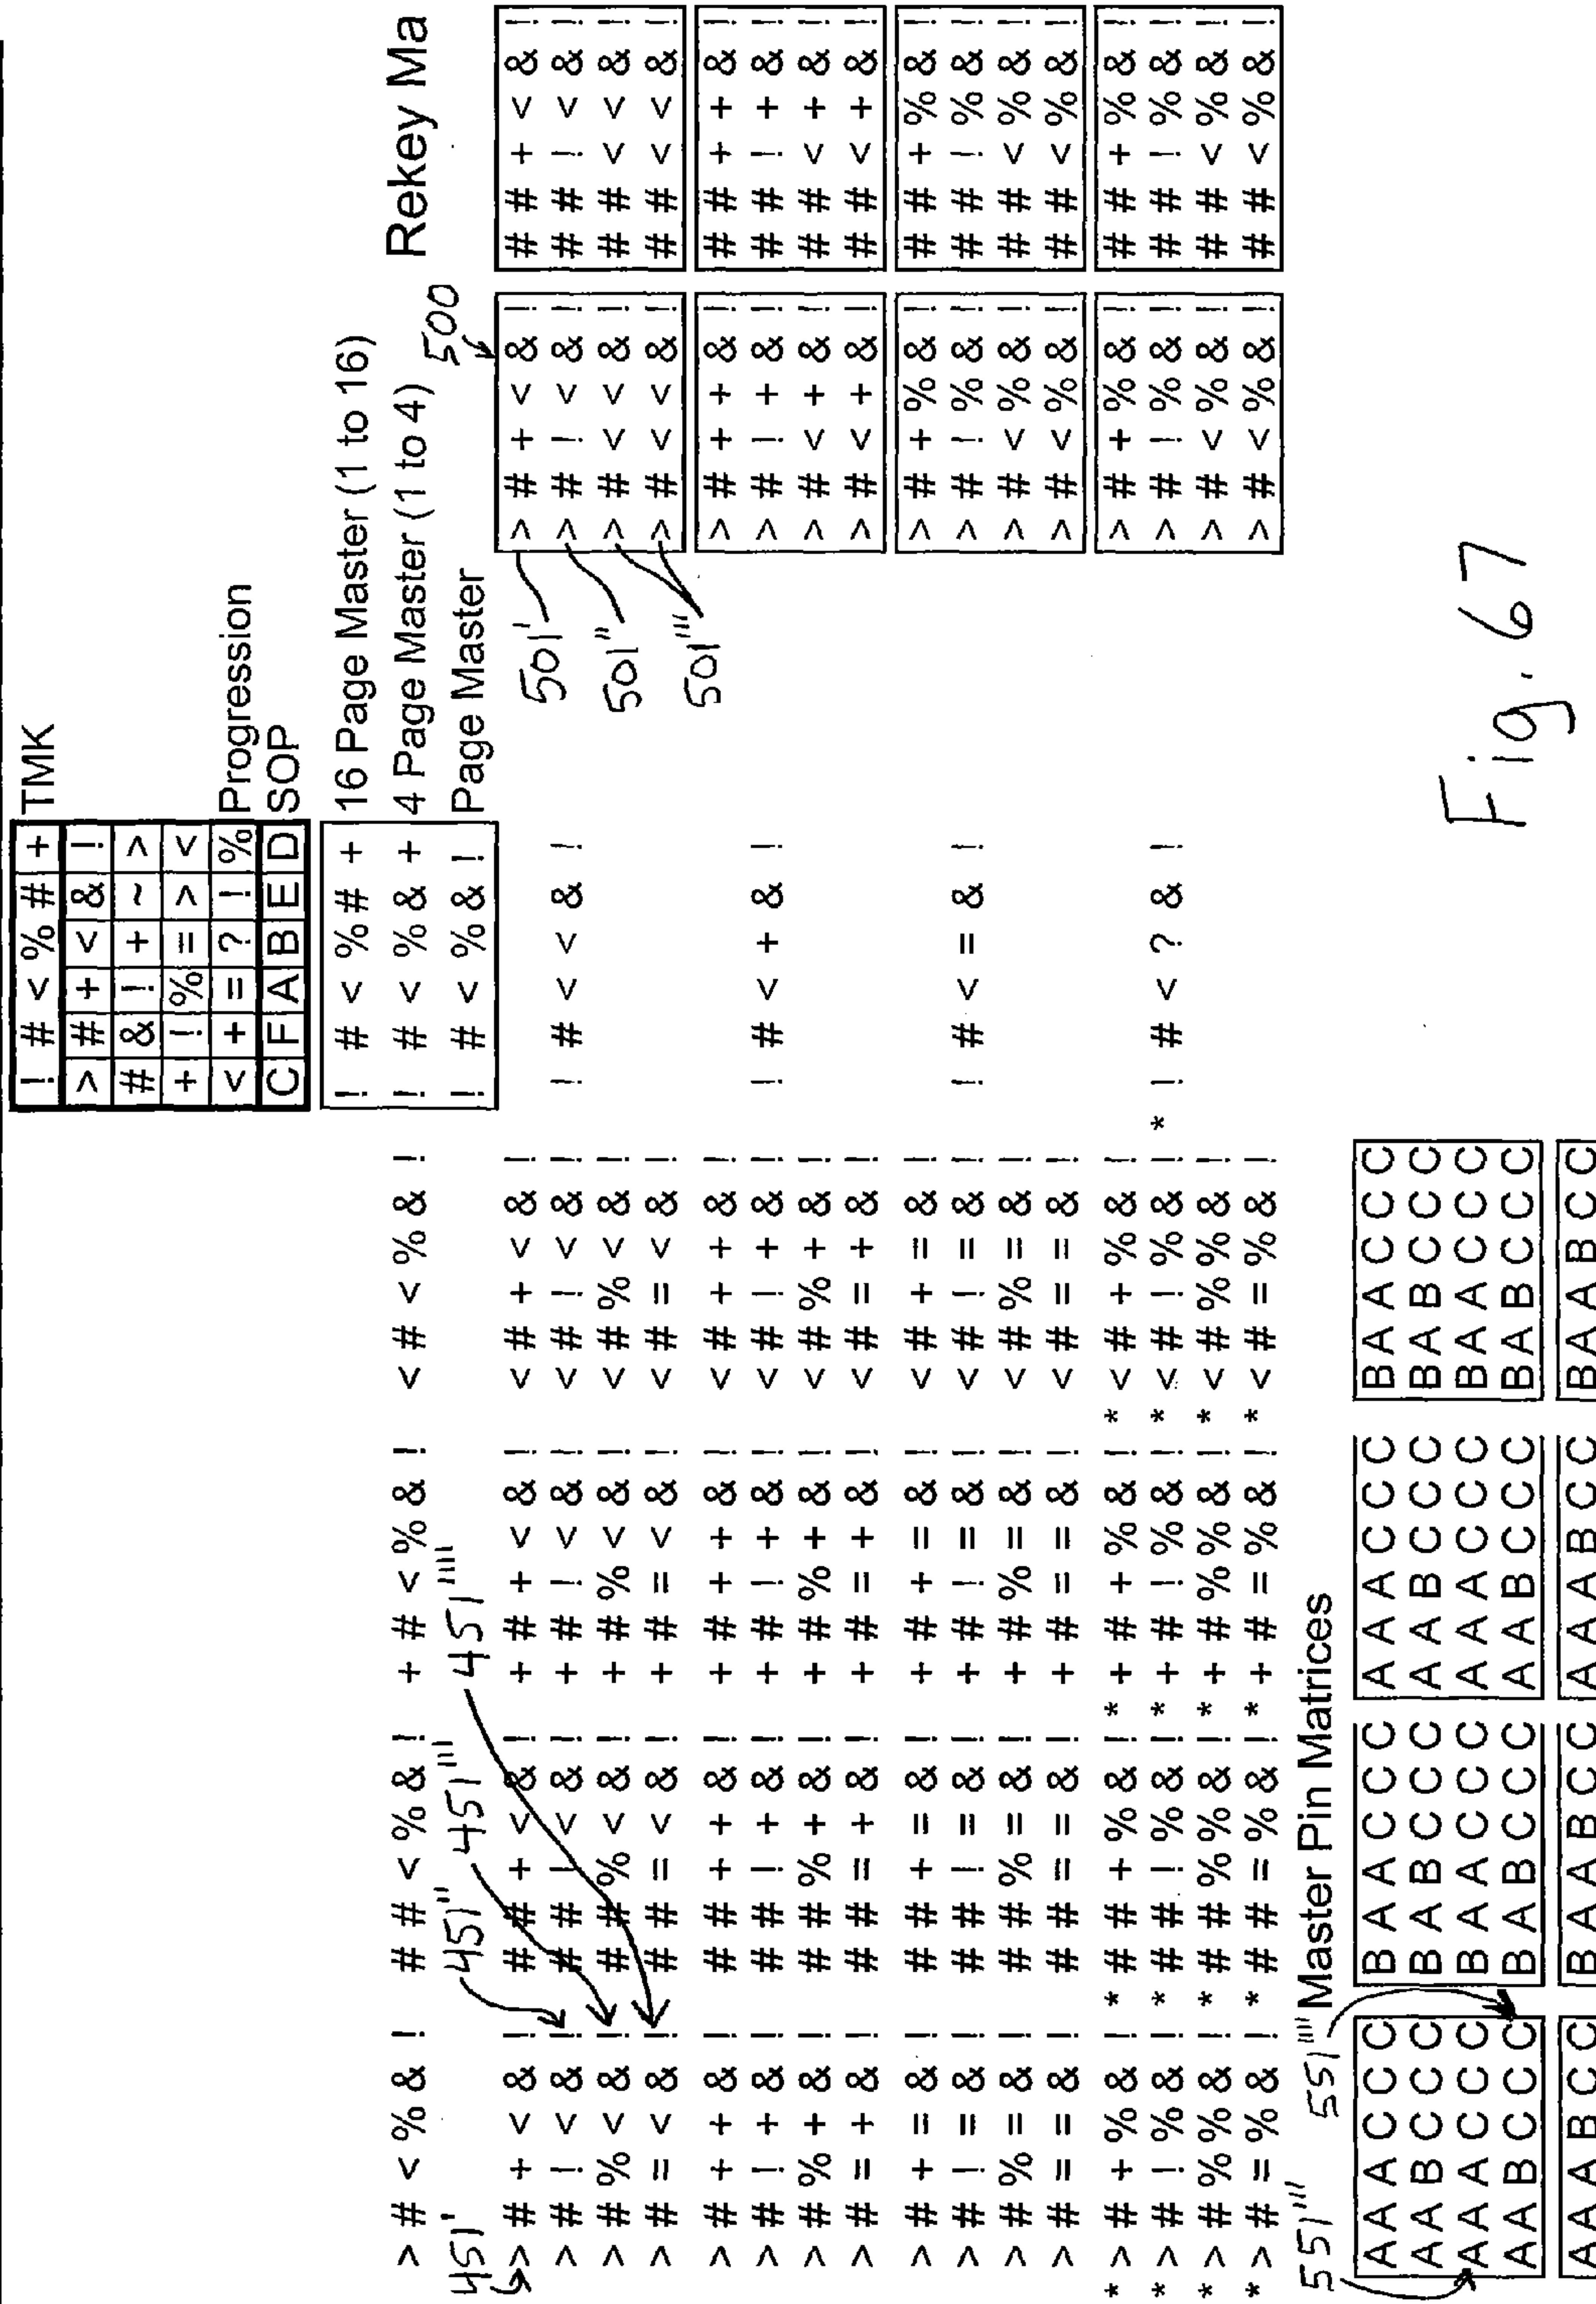 ! # < % # + TMK
> # + < & !
# & ! + ~ >
+ ! % = > <
< + = ? ! % Progression
C F A B E D SOP
! # < % # + 16 Page Master (1 to 16)
> # < % & ! # # < % & ! + # < % & ! < # < % & ! ! # < % & + 4 Page Master (1 to 4) Rekey Ma
451' 451'' 451''' 451'''' ! # < % & ! Page Master 500
> # + < & ! # # + < & ! + # + < & ! < # + < & ! 501' > # + < & ! # # + < & !
> # ! < & ! # # ! < & ! + # ! < & ! < # ! < & ! ! # < < & ! 501'' > # ! < & ! # # ! < & !
> # % < & ! # # % < & ! + # % < & ! < # % < & ! 501''' > # < < & ! # # < < & !
> # = < & ! # # = < & ! + # = < & ! < # = < & ! > # < < & ! # # < < & !
> # + + & ! # # + + & ! + # + + & ! < # + + & ! > # + + & ! # # + + & !
> # ! + & ! # # ! + & ! + # ! + & ! < # ! + & ! ! # < + & ! > # ! + & ! # # ! + & !
> # % + & ! # # % + & ! + # % + & ! < # % + & ! > # < + & ! # # < + & !
> # = + & ! # # = + & ! + # = + & ! < # = + & ! > # < + & ! # # < + & !
> # + = & ! # # + = & ! + # + = & ! < # + = & ! > # + % & ! # # + % & !
> # ! = & ! # # ! = & ! + # ! = & ! < # ! = & ! ! # < = & ! > # ! % & ! # # ! % & !
> # % = & ! # # % = & ! + # % = & ! < # % = & ! > # < % & ! # # < % & !
> # = = & ! # # = = & ! + # = = & ! < # = = & ! > # < % & ! # # < % & !
* > # + % & ! * # # + % & ! * + # + % & ! * < # + % & ! > # + % & ! # # + % & !
* > # ! % & ! * # # ! % & ! * + # ! % & ! * < # ! % & ! * ! # < ? & ! > # ! % & ! # # ! % & !
* > # % % & ! * # # % % & ! * + # % % & ! * < # % % & ! > # < % & ! # # < % & !
* > # = % & ! * # # = % & ! * + # = % & ! * < # = % & ! > # < % & ! # # < % & !
551''' 551'''' Master Pin Matrices
A A A C C C B A A C C C A A A C C C B A A C C C
A A B C C C B A B C C C A A B C C C B A B C C C
A A A C C C B A A C C C A A A C C C B A A C C C
A A B C C C B A B C C C A A B C C C B A B C C C
A A A B C C B A A B C C A A A B C C B A A B C C
Fig. 67